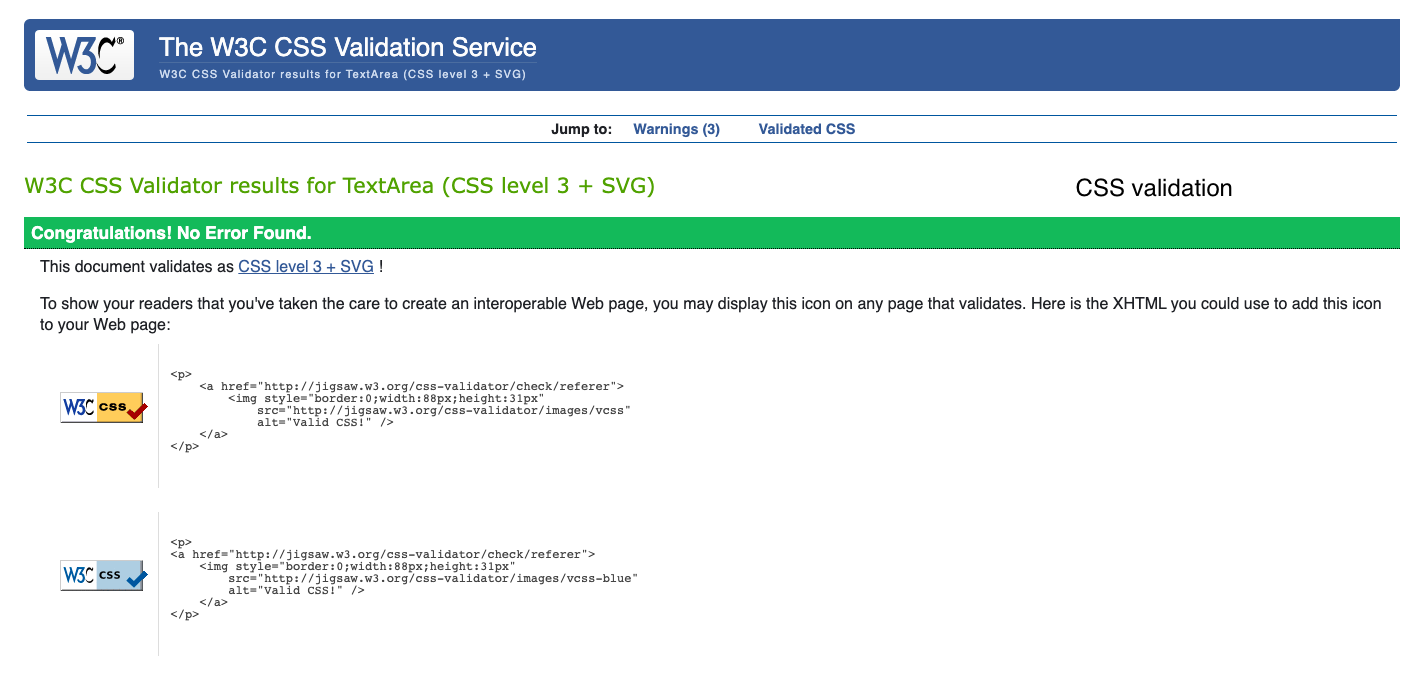 W3C®
The W3C CSS Validation Service
W3C CSS Validator results for TextArea (CSS level 3 + SVG)
Jump to: Warnings (3) Validated CSS
W3C CSS Validator results for TextArea (CSS level 3 + SVG)
CSS validation
Congratulations! No Error Found.
This document validates as CSS level 3 + SVG !
To show your readers that you've taken the care to create an interoperable Web page, you may display this icon on any page that validates. Here is the XHTML you could use to add this icon
to your Web page:
W3C css
<p>
    <a href="http://jigsaw.w3.org/css-validator/check/referer">
        <img style="border:0;width:88px;height:31px"
            src="http://jigsaw.w3.org/css-validator/images/vcss"
            alt="Valid CSS!" />
    </a>
</p>
W3C css
<p>
<a href="http://jigsaw.w3.org/css-validator/check/referer">
    <img style="border:0;width:88px;height:31px"
        src="http://jigsaw.w3.org/css-validator/images/vcss-blue"
        alt="Valid CSS!" />
    </a>
</p>